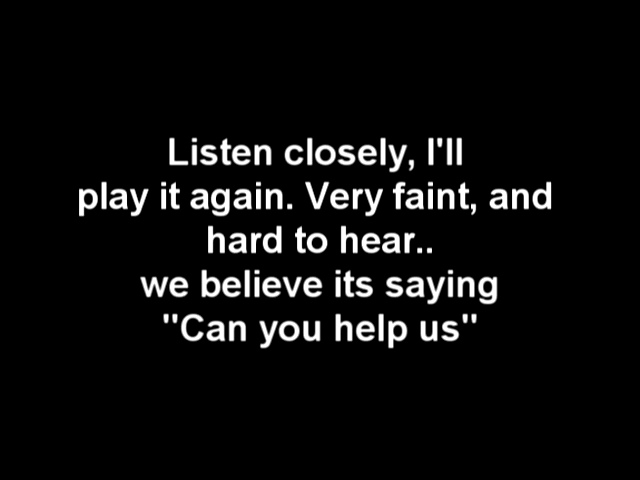 Listen closely, I'll
play it again. Very faint, and
hard to hear..
we believe its saying
"Can you help us"